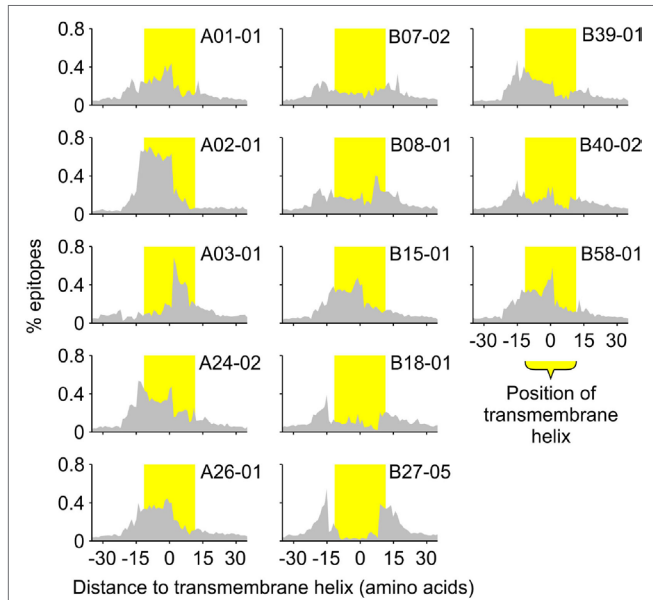 A01-01
B07-02
B39-01
0.8
0.4
0
A02-01
B08-01
B40-02
0.8
0.4
0
A03-01
B15-01
B58-01
0.8
0.4
0
-30 -15 0 15 30
% epitopes
A24-02
B18-01
0.8
0.4
0
Position of
transmembrane
helix
A26-01
B27-05
0.8
0.4
0
-30 -15 0 15 30
-30 -15 0 15 30
Distance to transmembrane helix (amino acids)